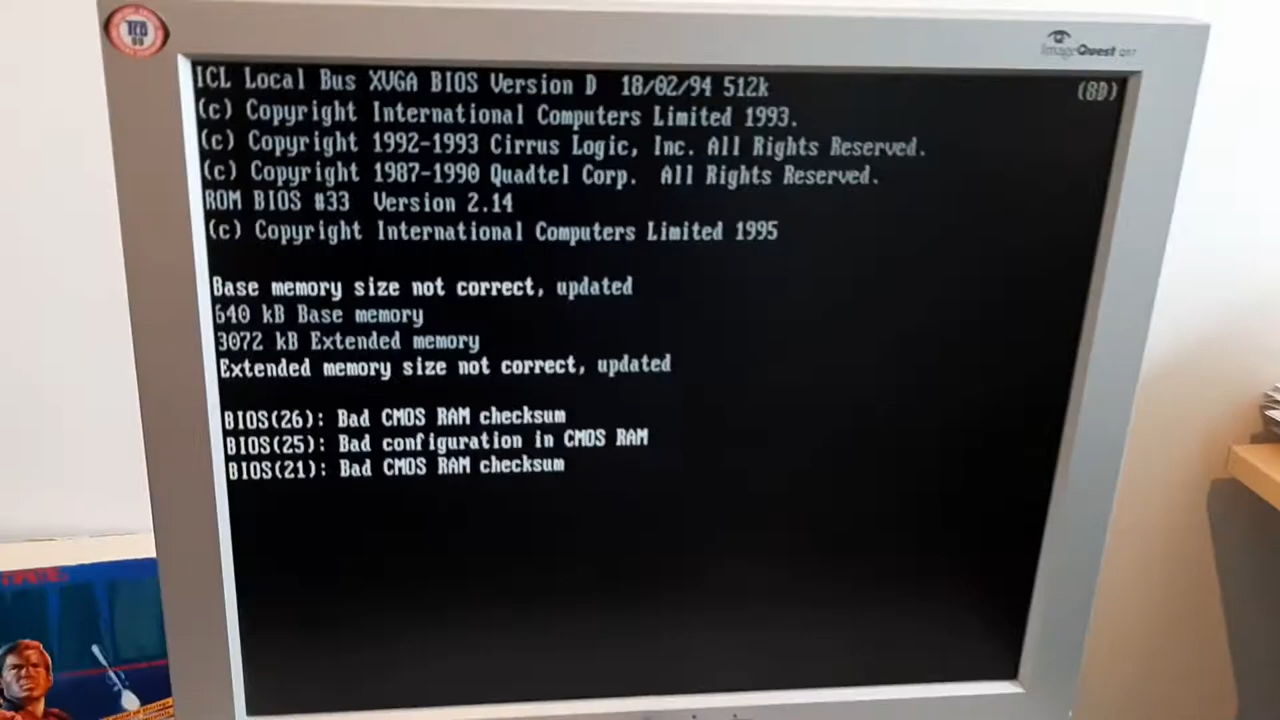 TCO
99
ImageQuest Q17
ICL Local Bus XVGA BIOS Version D 18/02/94 512k (8D)
(c) Copyright International Computers Limited 1993.
(c) Copyright 1992-1993 Cirrus Logic, Inc. All Rights Reserved.
(c) Copyright 1987-1990 Quadtel Corp. All Rights Reserved.
ROM BIOS #33 Version 2.14
(c) Copyright International Computers Limited 1995
Base memory size not correct, updated
640 kB Base memory
3072 kB Extended memory
Extended memory size not correct, updated
BIOS(26): Bad CMOS RAM checksum
BIOS(25): Bad configuration in CMOS RAM
BIOS(21): Bad CMOS RAM checksum